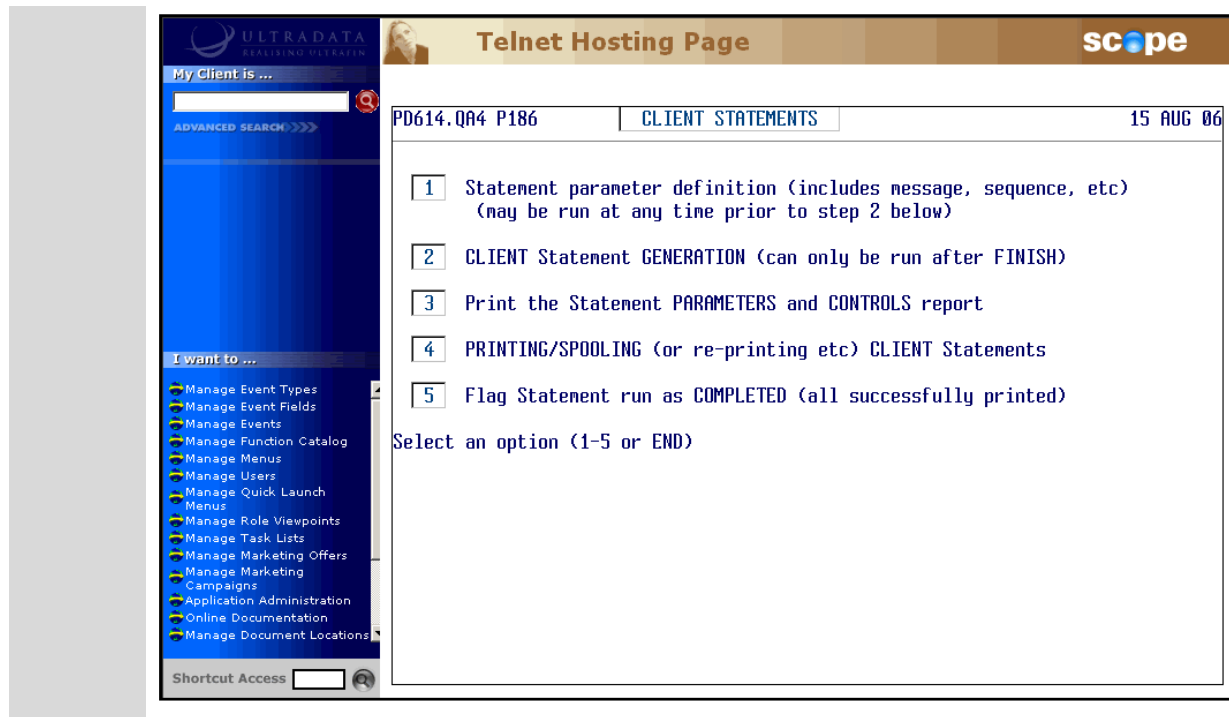 ULTRADATA
REALISING ULTRAFIN
Telnet Hosting Page
scope
My Client is ...
ADVANCED SEARCH
PD614.QA4 P186
CLIENT STATEMENTS
15 AUG 06
1 Statement parameter definition (includes message, sequence, etc)
(may be run at any time prior to step 2 below)
2 CLIENT Statement GENERATION (can only be run after FINISH)
3 Print the Statement PARAMETERS and CONTROLS report
4 PRINTING/SPOOLING (or re-printing etc) CLIENT Statements
5 Flag Statement run as COMPLETED (all successfully printed)
Select an option (1-5 or END)
I want to ...
Manage Event Types
Manage Event Fields
Manage Events
Manage Function Catalog
Manage Menus
Manage Users
Manage Quick Launch
Menus
Manage Role Viewpoints
Manage Task Lists
Manage Marketing Offers
Manage Marketing
Campaigns
Application Administration
Online Documentation
Manage Document Locations
Shortcut Access